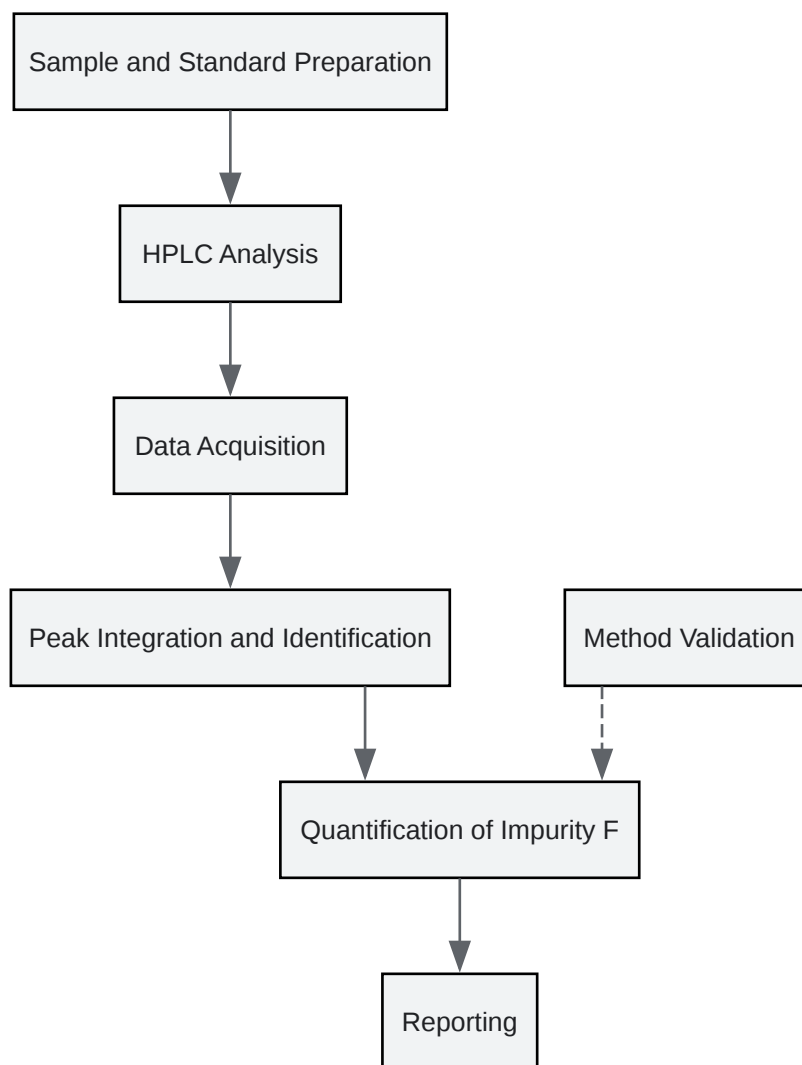 Sample and Standard Preparation
HPLC Analysis
Data Acquisition
Peak Integration and Identification
Method Validation
Quantification of Impurity F
Reporting